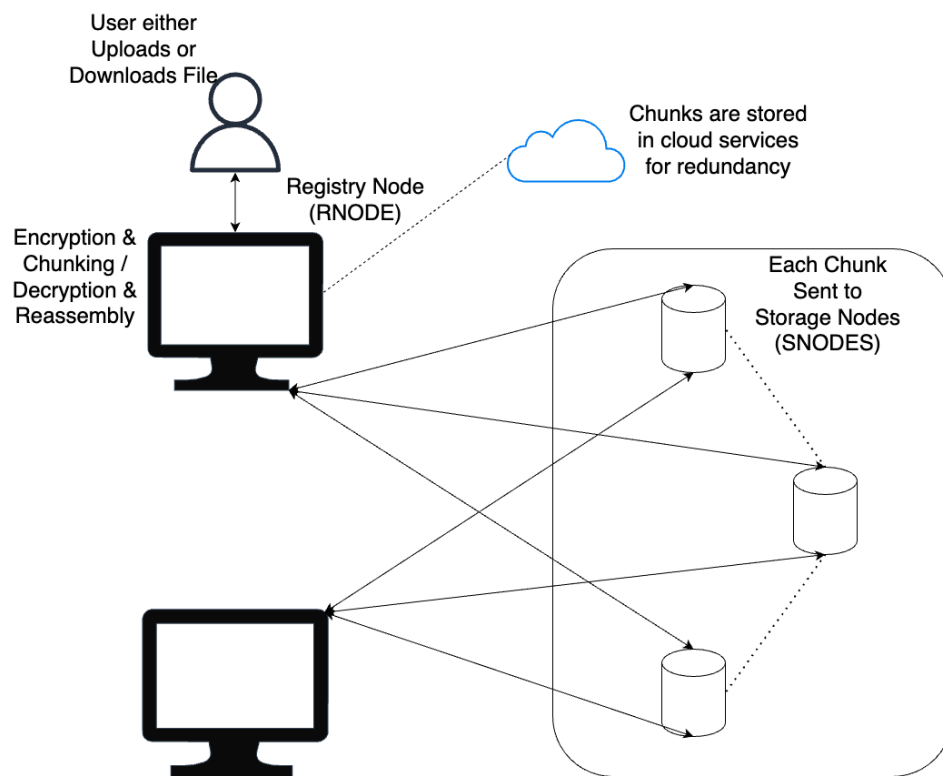 User either
Uploads or
Downloads File
Chunks are stored
in cloud services
for redundancy
Registry Node
(RNODE)
Encryption &
Chunking /
Decryption &
Reassembly
Each Chunk
Sent to
Storage Nodes
(SNODES)